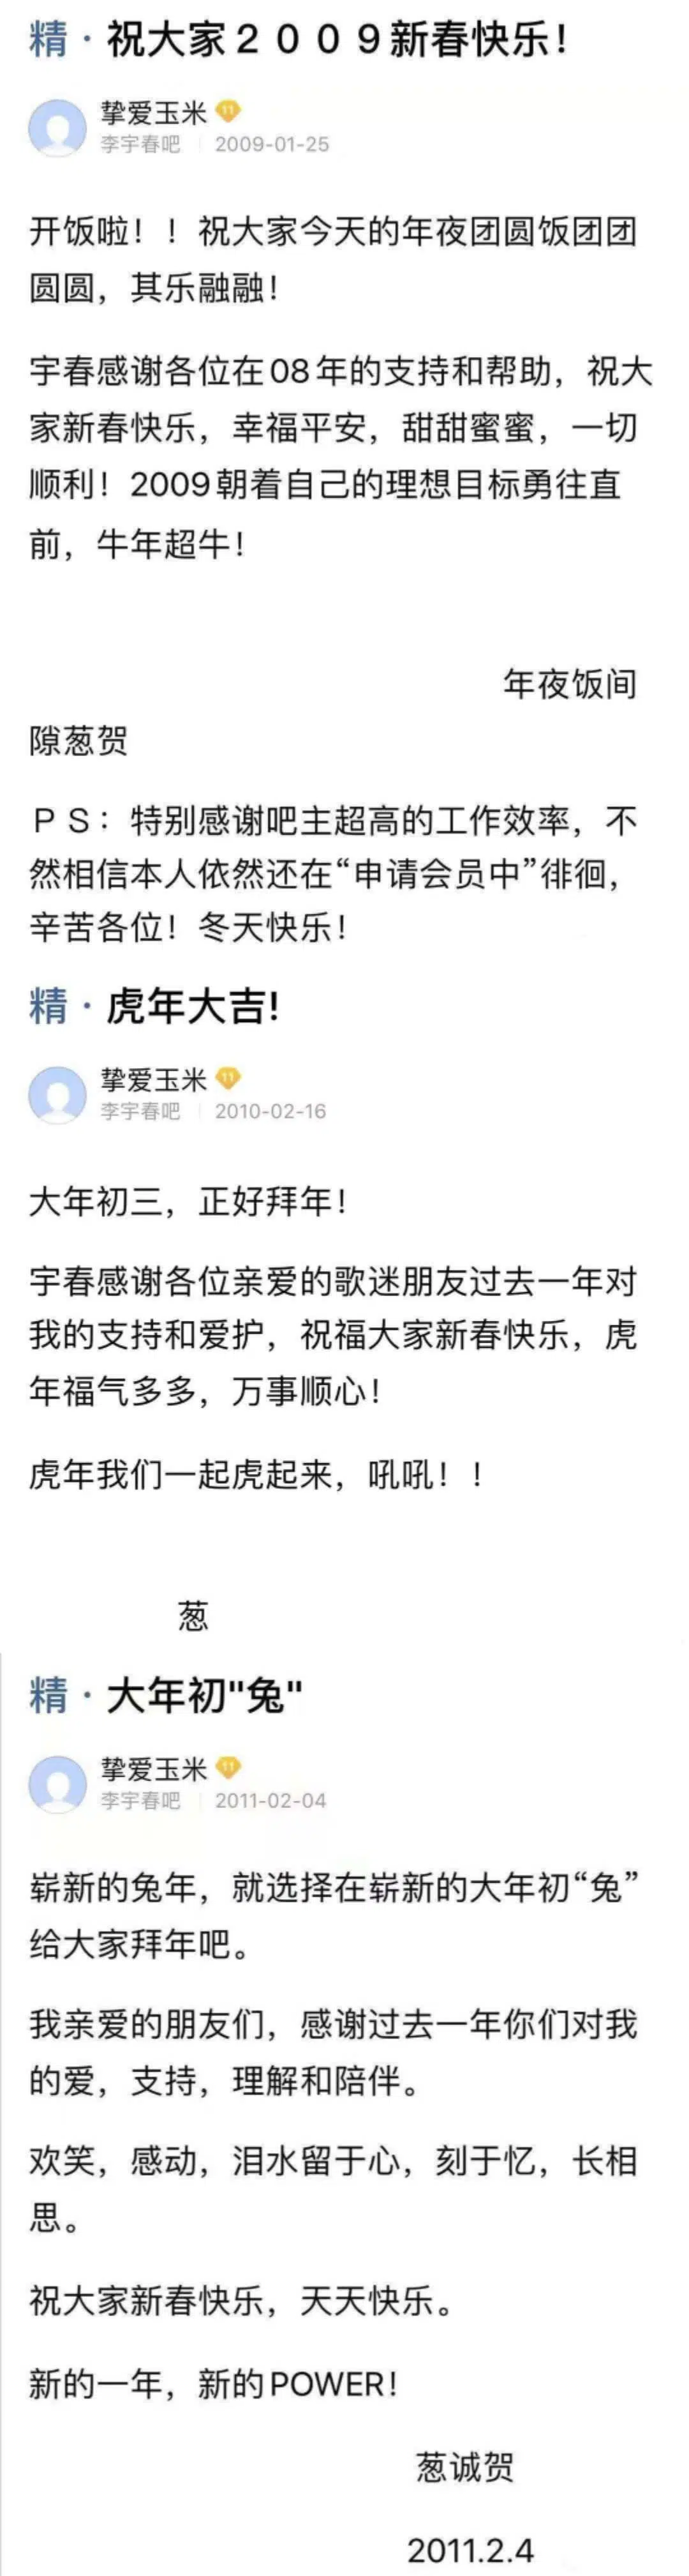 精·祝大家２００９新春快乐！
挚爱玉米 11
李宇春吧 2009-01-25
开饭啦！！祝大家今天的年夜团圆饭团团
圆圆，其乐融融！
宇春感谢各位在08年的支持和帮助，祝大
家新春快乐，幸福平安，甜甜蜜蜜，一切
顺利！2009朝着自己的理想目标勇往直
前，牛年超牛！
年夜饭间
隙葱贺
ＰＳ：特别感谢吧主超高的工作效率，不
然相信本人依然还在“申请会员中”徘徊，
辛苦各位！冬天快乐！
精·虎年大吉!
挚爱玉米 11
李宇春吧 2010-02-16
大年初三，正好拜年！
宇春感谢各位亲爱的歌迷朋友过去一年对
我的支持和爱护，祝福大家新春快乐，虎
年福气多多，万事顺心！
虎年我们一起虎起来，吼吼！！
葱
精·大年初"兔"
挚爱玉米 11
李宇春吧 2011-02-04
崭新的兔年，就选择在崭新的大年初“兔”
给大家拜年吧。
我亲爱的朋友们，感谢过去一年你们对我
的爱，支持，理解和陪伴。
欢笑，感动，泪水留于心，刻于忆，长相
思。
祝大家新春快乐，天天快乐。
新的一年，新的POWER！
葱诚贺
2011.2.4